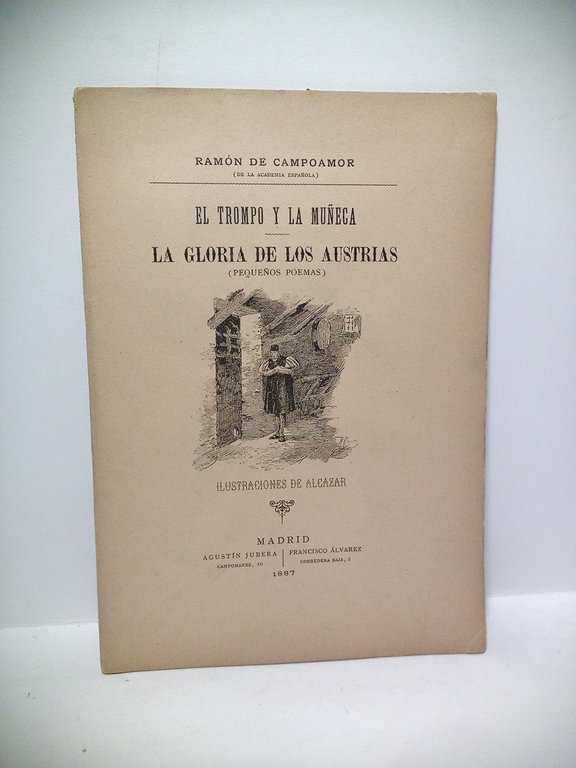 RAMÓN DE CAMPOAMOR
(DE LA ACADEMIA ESPAÑOLA)
EL TROMPO Y LA MUÑECA
LA GLORIA DE LOS AUSTRIAS
(PEQUEÑOS POEMAS)
ILUSTRACIONES DE ALCAZAR
MADRID
AGUSTÍN JUBERA
CAMPOMANES, 10
FRANCISCO ÁLVAREZ
CORREDERA BAJA, 2
1887